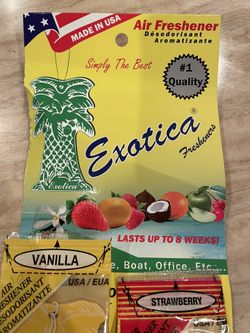 MADE IN USA
Air Freshener
Désodorisant
Aromatizante
Simply The Best
#1
Quality
Exotica®
Fresheners
Exotica
LASTS UP TO 8 WEEKS!
Boat, Office, Etc...
VANILLA
STRAWBERRY
AIR
FRESHENER
DESODORISANT
AROMATIZANTE
USA / EU